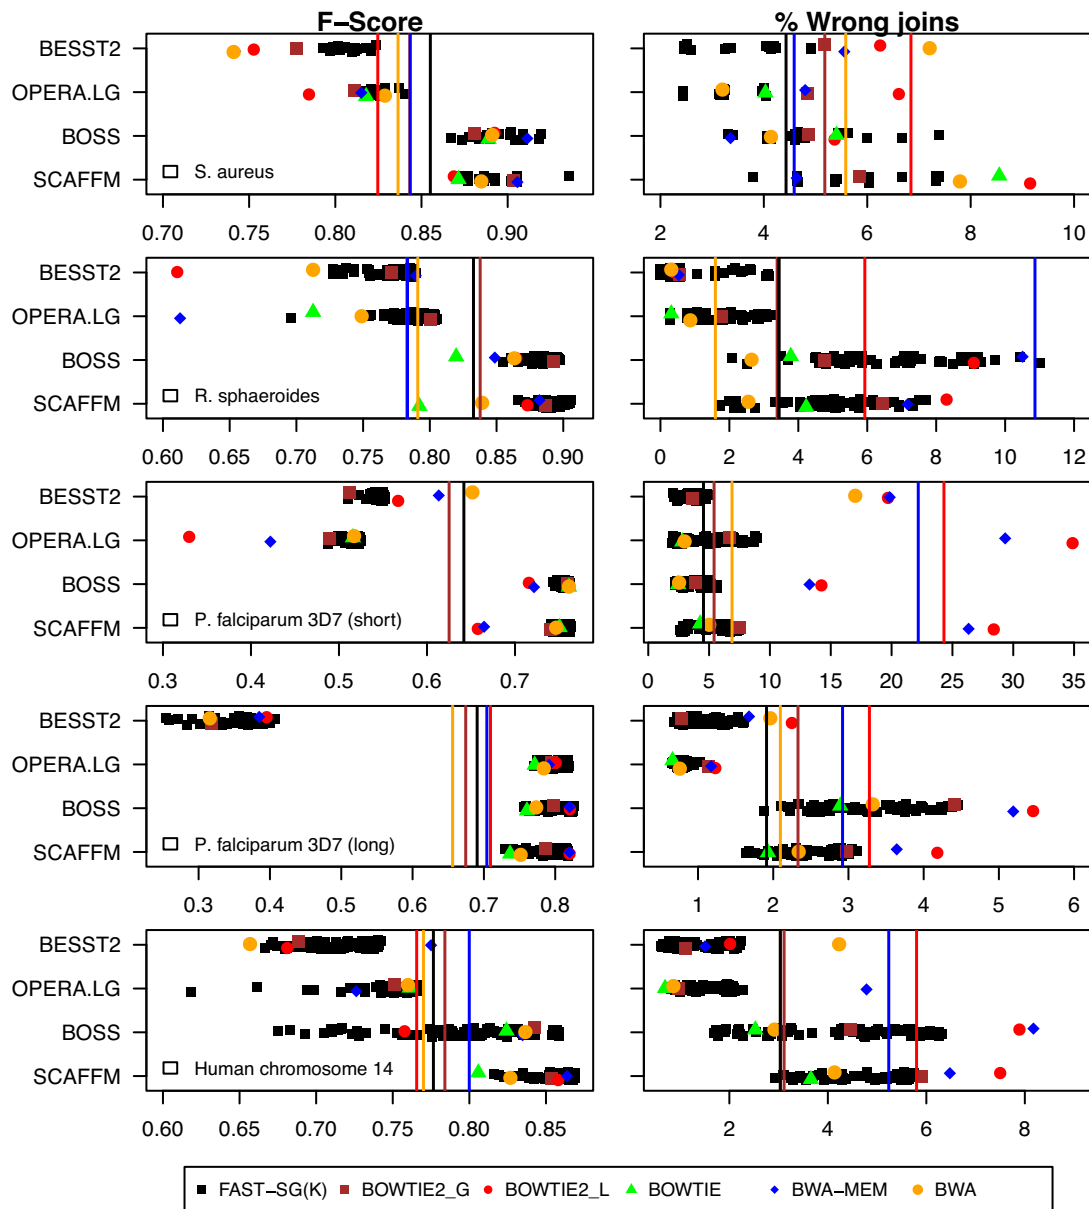 F−Score % Wrong joins
BESST2
OPERA.LG
BOSS
SCAFFM
S. aureus
0.70 0.75 0.80 0.85 0.90
2 4 6 8 10
BESST2
OPERA.LG
BOSS
SCAFFM
R. sphaeroides
0.60 0.65 0.70 0.75 0.80 0.85 0.90
0 2 4 6 8 10 12
BESST2
OPERA.LG
BOSS
SCAFFM
P. falciparum 3D7 (short)
0.3 0.4 0.5 0.6 0.7
0 5 10 15 20 25 30 35
BESST2
OPERA.LG
BOSS
SCAFFM
P. falciparum 3D7 (long)
0.3 0.4 0.5 0.6 0.7 0.8
1 2 3 4 5 6
BESST2
OPERA.LG
BOSS
SCAFFM
Human chromosome 14
0.60 0.65 0.70 0.75 0.80 0.85
2 4 6 8
FAST−SG(K) BOWTIE2_G BOWTIE2_L BOWTIE BWA−MEM BWA